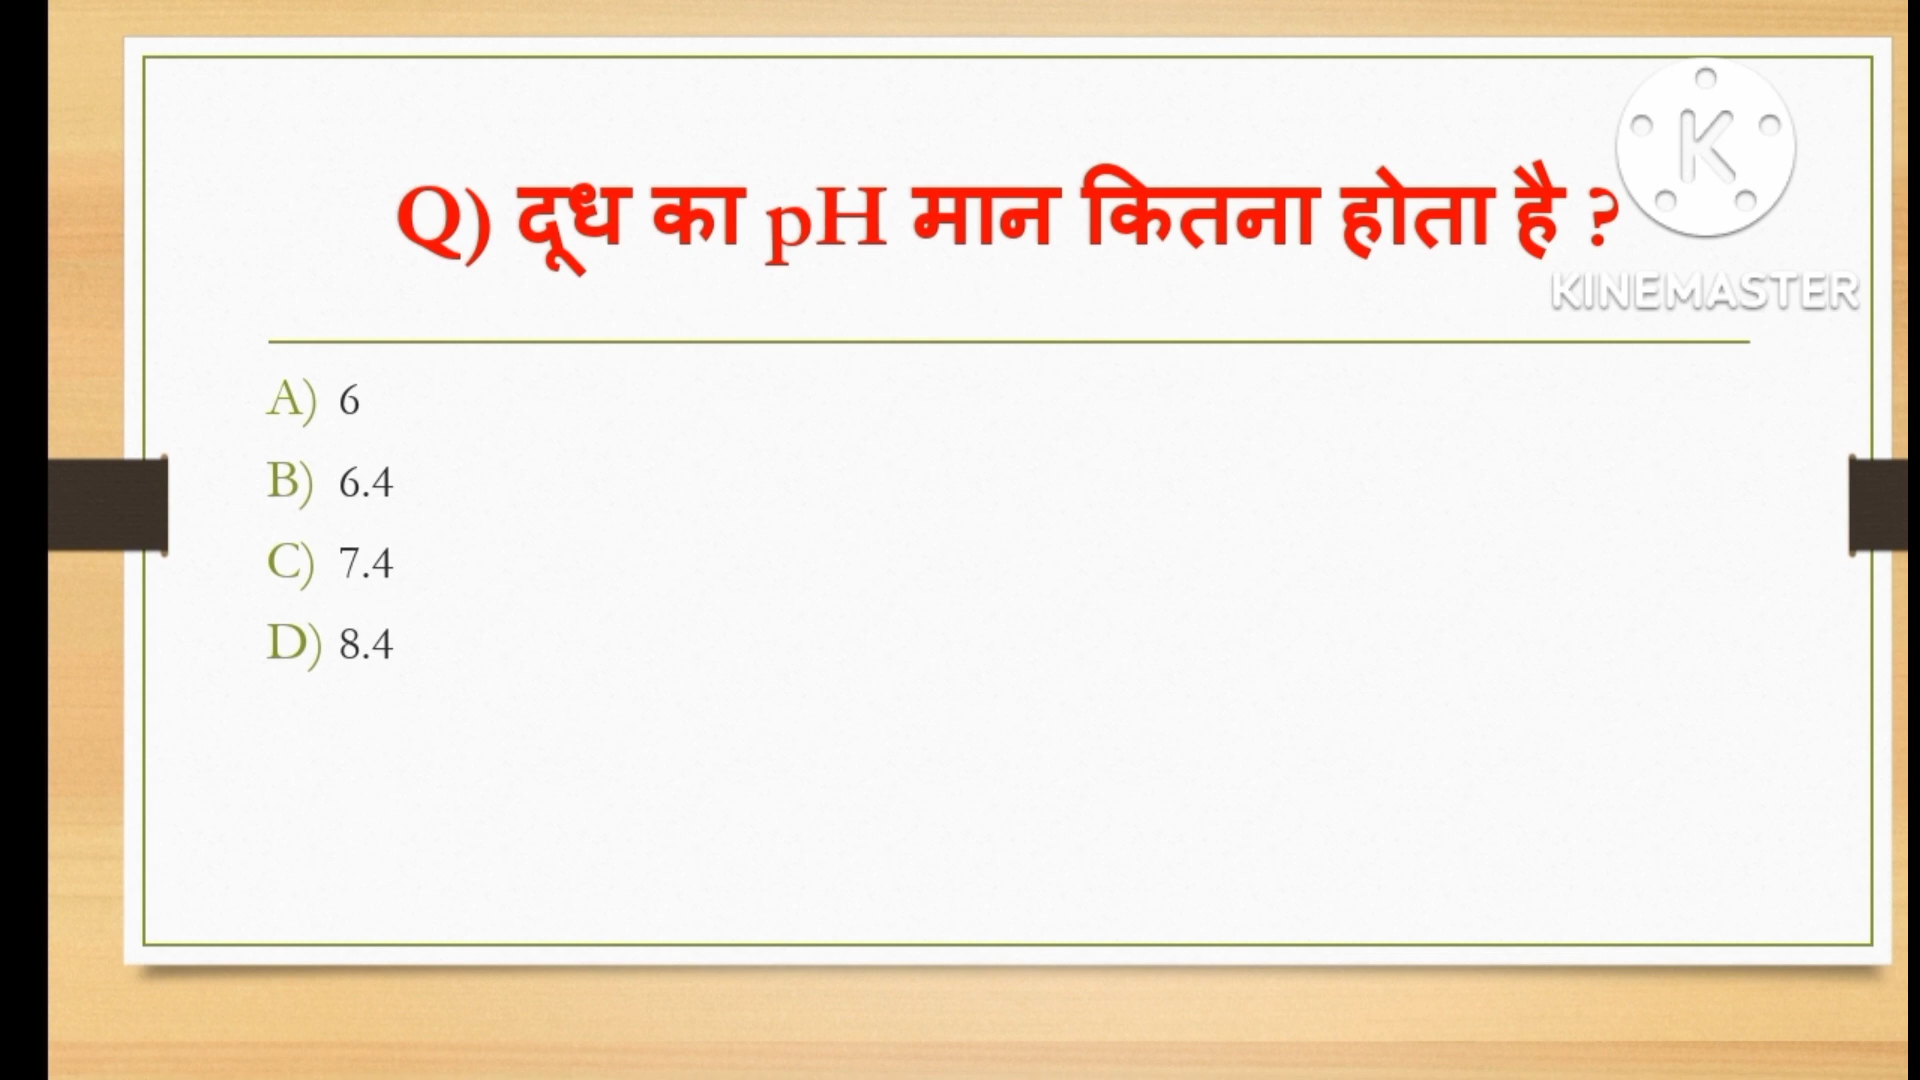 Q) दूध का pH मान कितना होता है ?
K
KINEMASTER
A) 6
B) 6.4
C) 7.4
D) 8.4